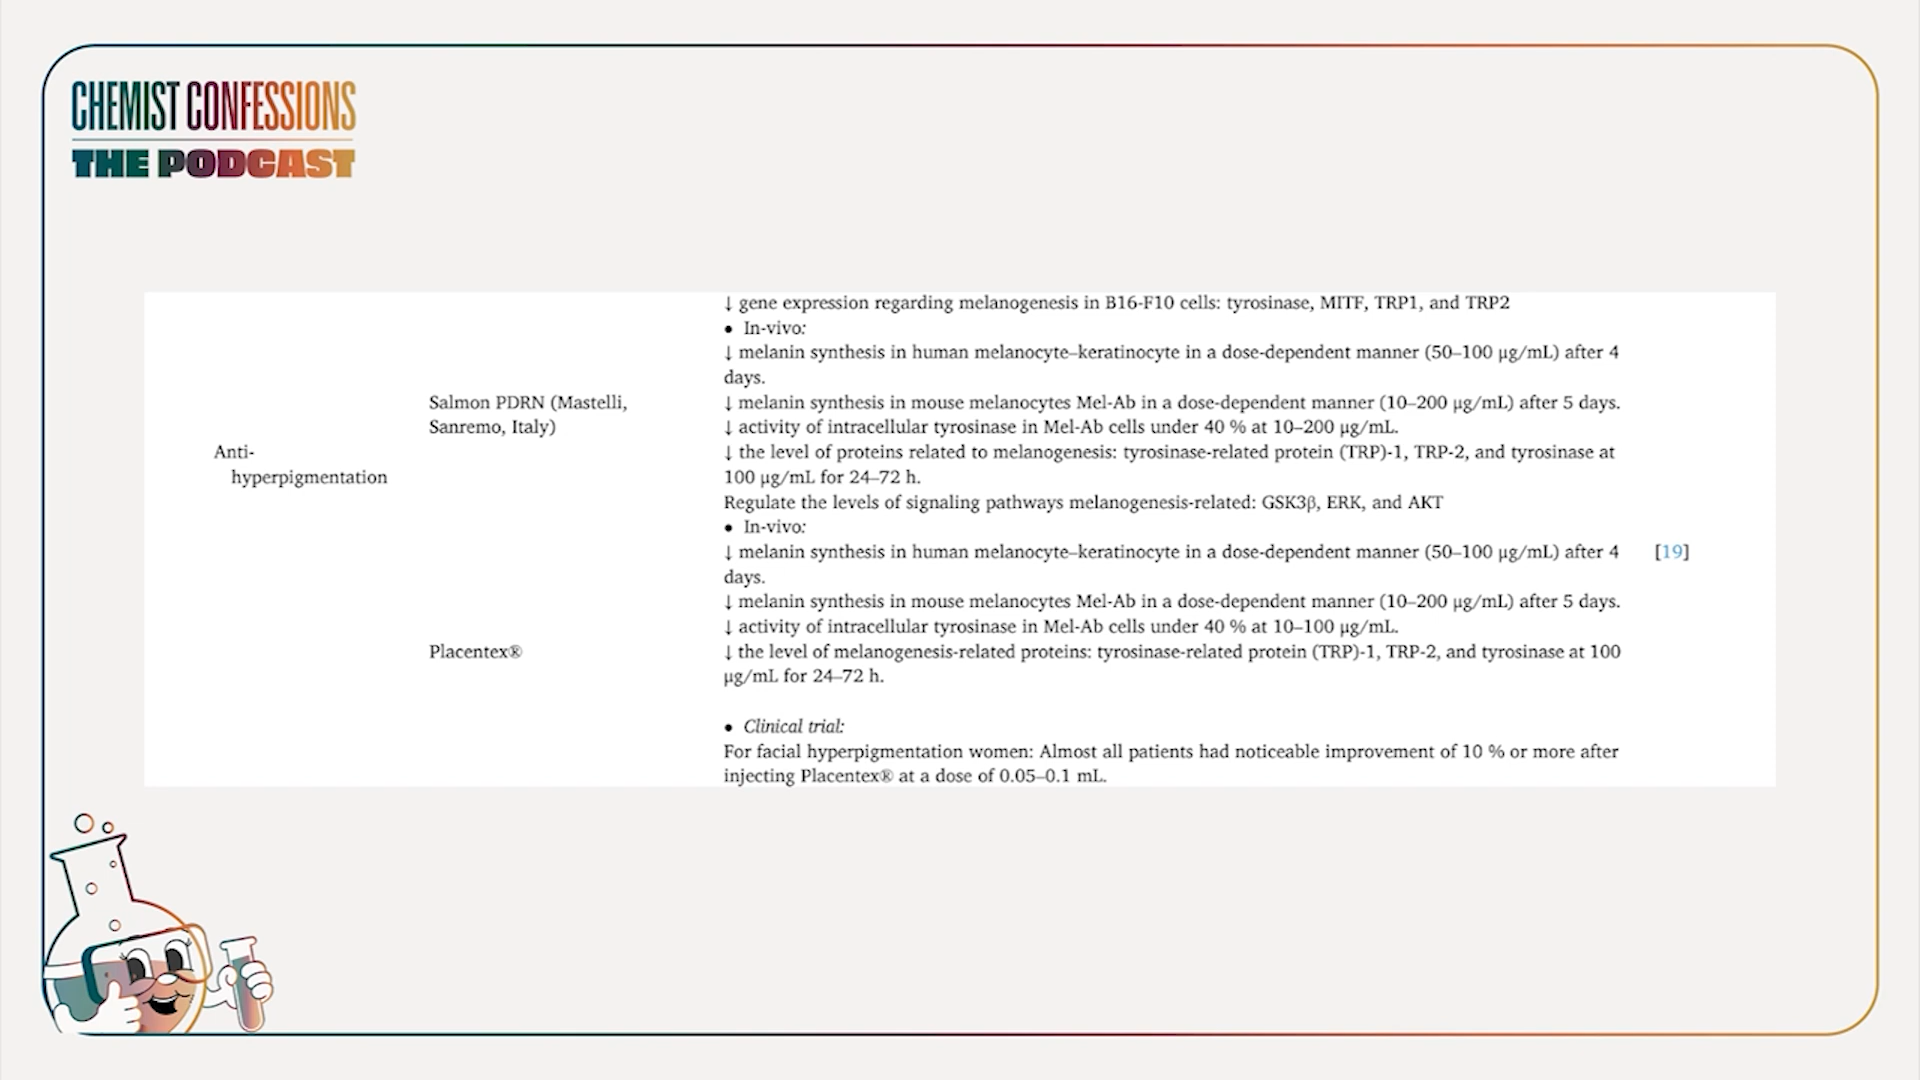 CHEMIST CONFESSIONS
THE PODCAST
↓ gene expression regarding melanogenesis in B16-F10 cells: tyrosinase, MITF, TRP1, and TRP2
• In-vivo:
↓ melanin synthesis in human melanocyte–keratinocyte in a dose-dependent manner (50–100 µg/mL) after 4
days.
Salmon PDRN (Mastelli,
Sanremo, Italy)
↓ melanin synthesis in mouse melanocytes Mel-Ab in a dose-dependent manner (10–200 µg/mL) after 5 days.
↓ activity of intracellular tyrosinase in Mel-Ab cells under 40 % at 10–200 µg/mL.
Anti-
hyperpigmentation
↓ the level of proteins related to melanogenesis: tyrosinase-related protein (TRP)-1, TRP-2, and tyrosinase at
100 µg/mL for 24–72 h.
Regulate the levels of signaling pathways melanogenesis-related: GSK3β, ERK, and AKT
• In-vivo:
↓ melanin synthesis in human melanocyte–keratinocyte in a dose-dependent manner (50–100 µg/mL) after 4 [19]
days.
↓ melanin synthesis in mouse melanocytes Mel-Ab in a dose-dependent manner (10–200 µg/mL) after 5 days.
↓ activity of intracellular tyrosinase in Mel-Ab cells under 40 % at 10–100 µg/mL.
Placentex®
↓ the level of melanogenesis-related proteins: tyrosinase-related protein (TRP)-1, TRP-2, and tyrosinase at 100
µg/mL for 24–72 h.
• Clinical trial:
For facial hyperpigmentation women: Almost all patients had noticeable improvement of 10 % or more after
injecting Placentex® at a dose of 0.05–0.1 mL.